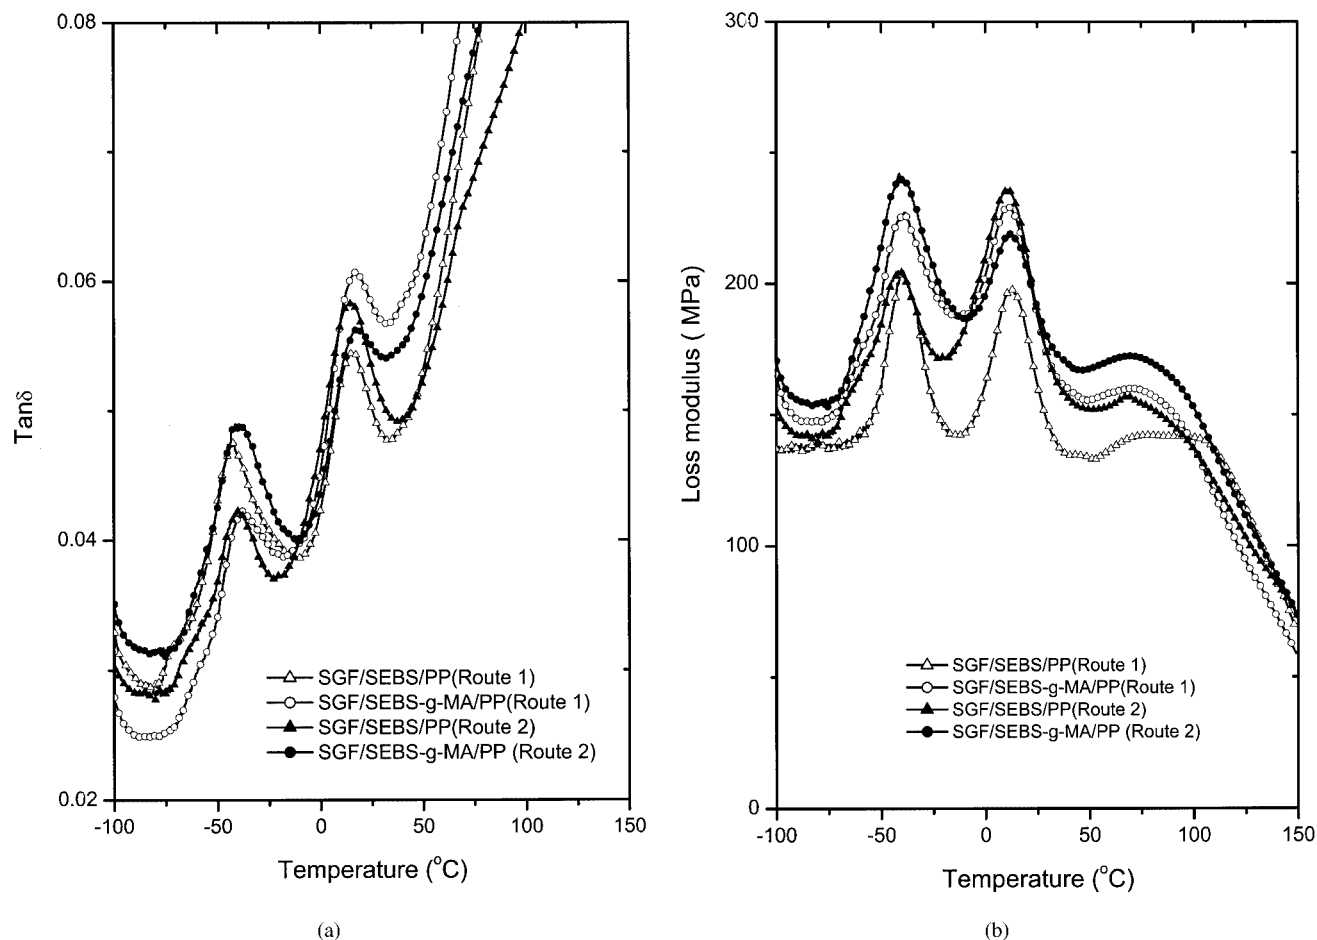 0.08
0.06
0.04
0.02
Tanδ
-100 -50 0 50 100 150
Temperature (°C)
SGF/SEBS/PP(Route 1)
SGF/SEBS-g-MA/PP(Route 1)
SGF/SEBS/PP(Route 2)
SGF/SEBS-g-MA/PP (Route 2)
(a)
300
200
100
0
Loss modulus ( MPa)
-100 -50 0 50 100 150
Temperature (°C)
SGF/SEBS/PP(Route 1)
SGF/SEBS-g-MA/PP(Route 1)
SGF/SEBS/PP(Route 2)
SGF/SEBS-g-MA/PP (Route 2)
(b)